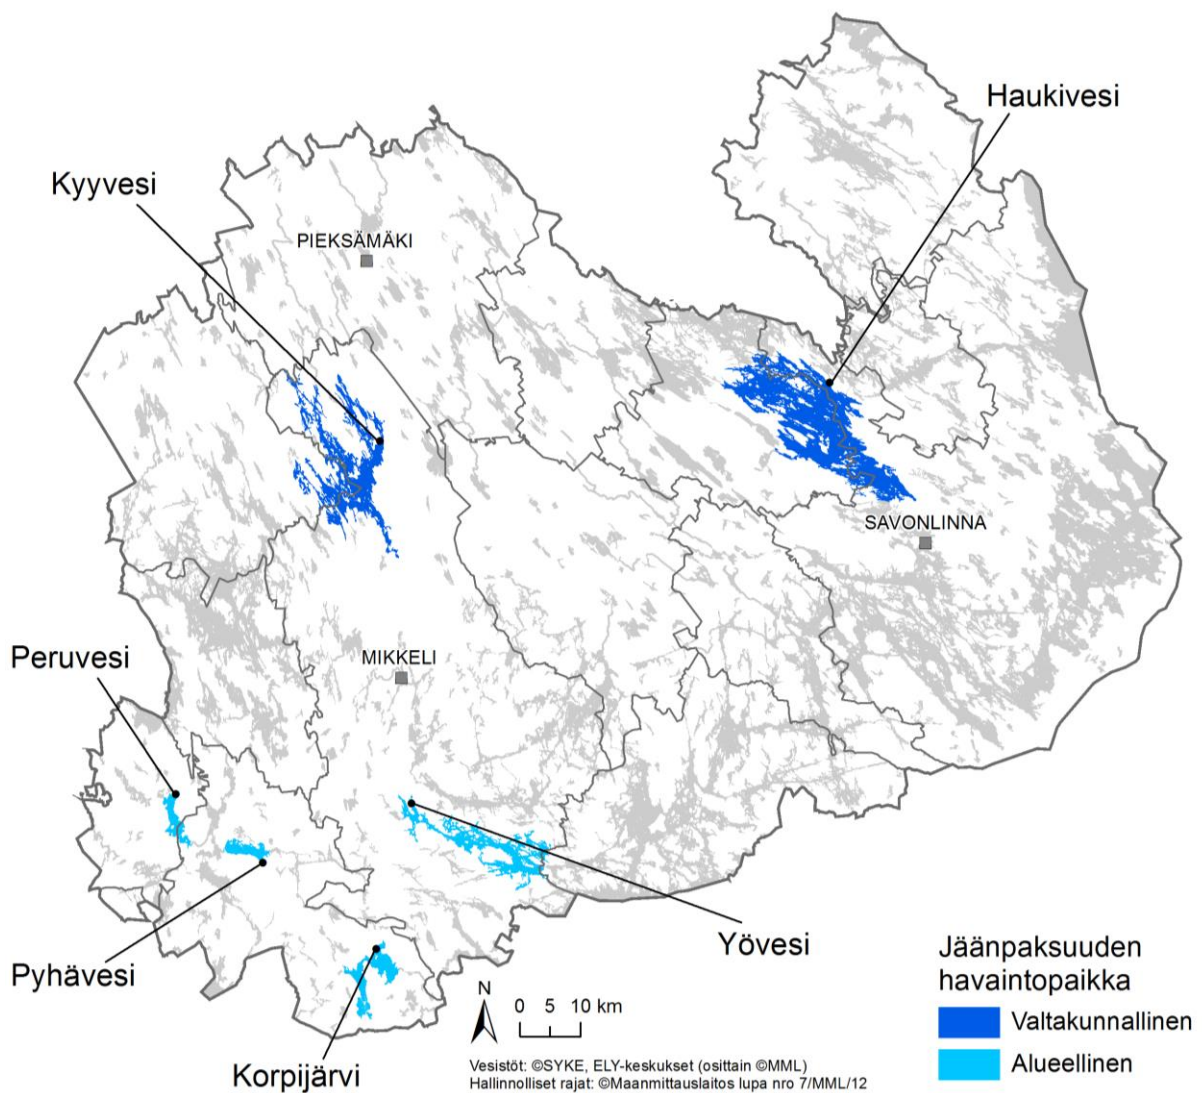 Haukivesi
Kyyvesi
PIEKSÄMÄKI
SAVONLINNA
Peruvesi
MIKKELI
Yövesi
Pyhävesi
Korpijärvi
N
0 5 10 km
Jäänpaksuuden
havaintopaikka
Valtakunnallinen
Alueellinen
Vesistöt: ©SYKE, ELY-keskukset (osittain ©MML)
Hallinnolliset rajat: ©Maanmittauslaitos lupa nro 7/MML/12